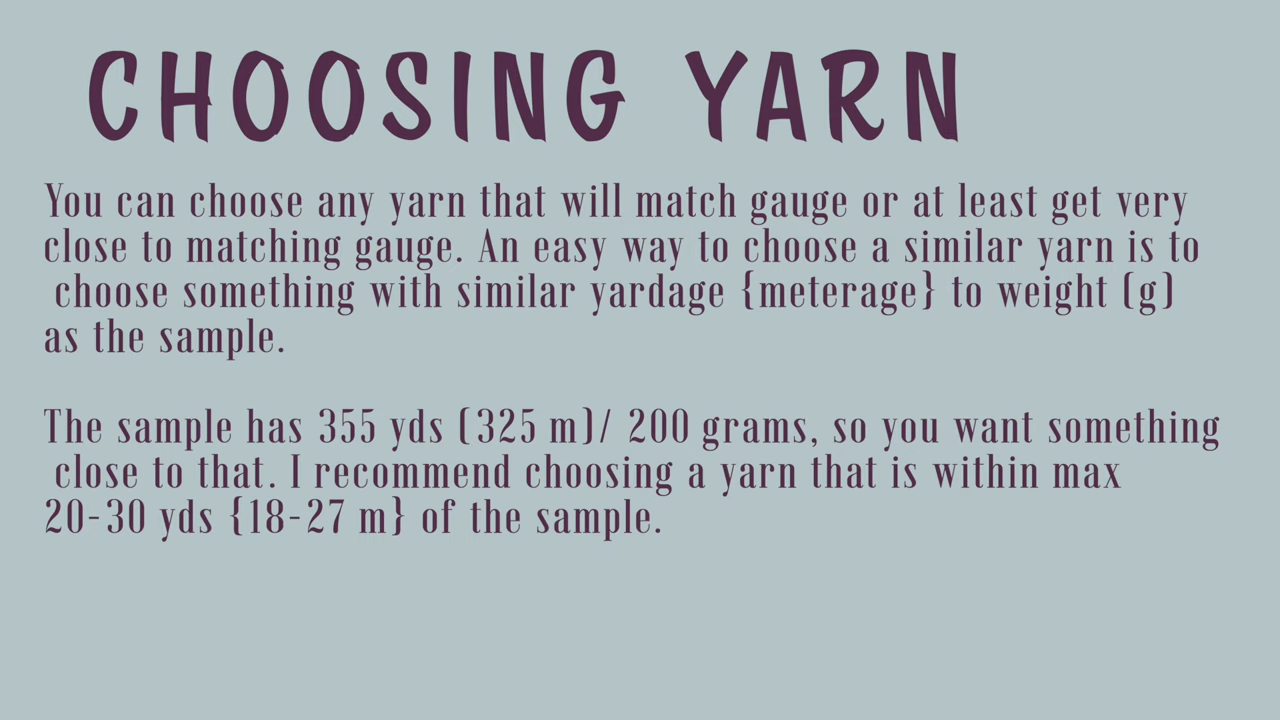 CHOOSING YARN
You can choose any yarn that will match gauge or at least get very
close to matching gauge. An easy way to choose a similar yarn is to
choose something with similar yardage {meterage} to weight (g)
as the sample.
The sample has 355 yds (325 m)/ 200 grams, so you want something
close to that. I recommend choosing a yarn that is within max
20-30 yds {18-27 m} of the sample.